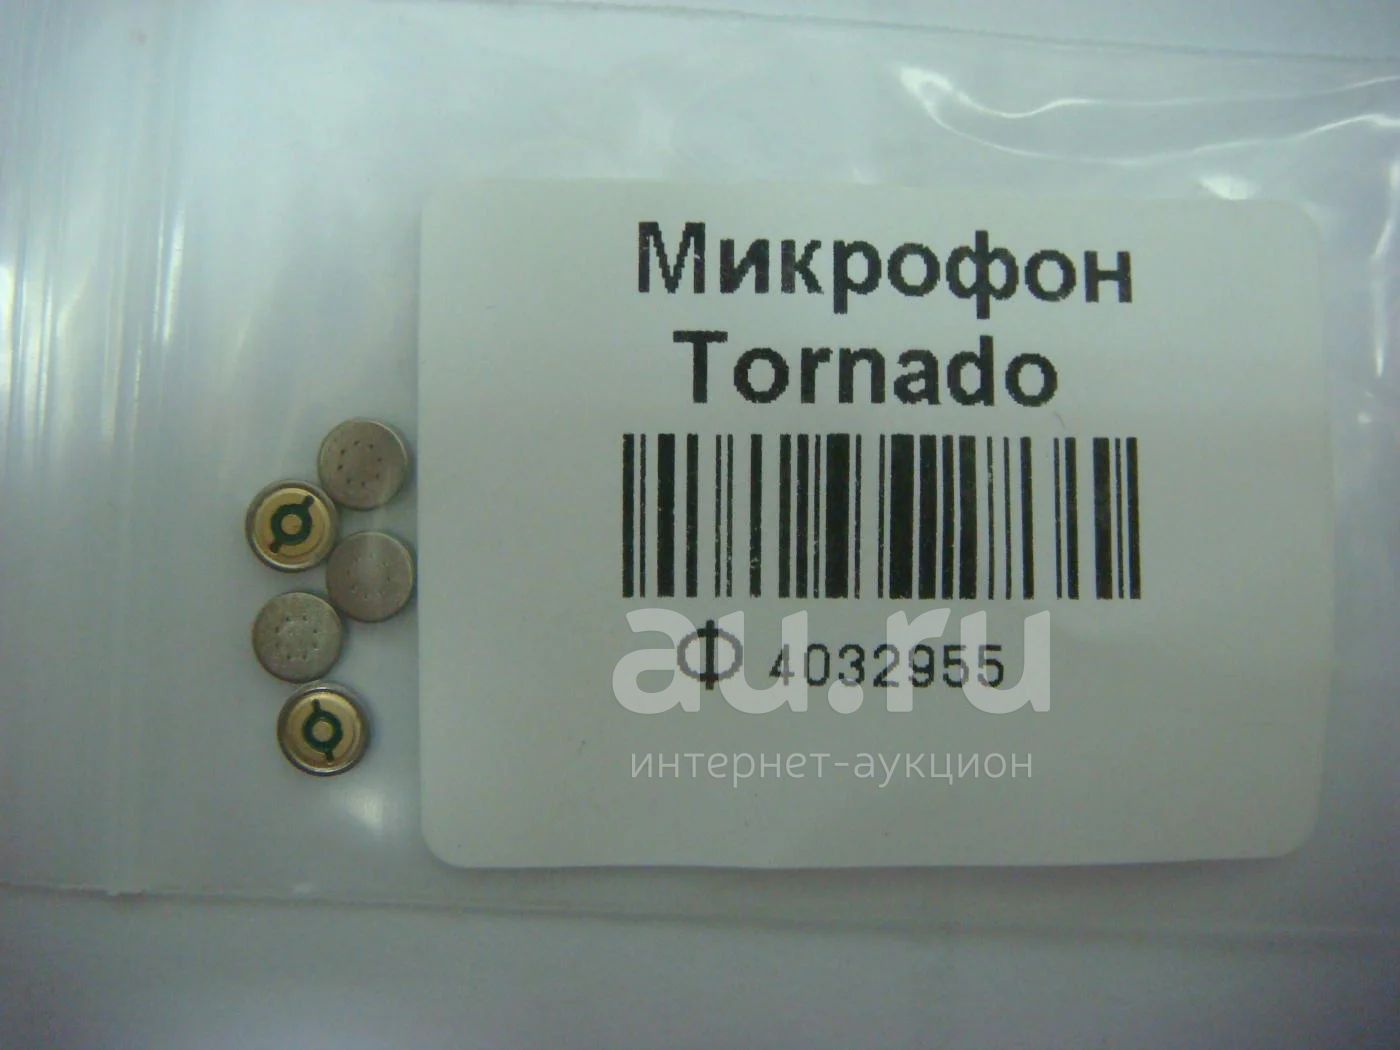 Микрофон
Tornado
Ф 4032955
au.ru
интернет-аукцион